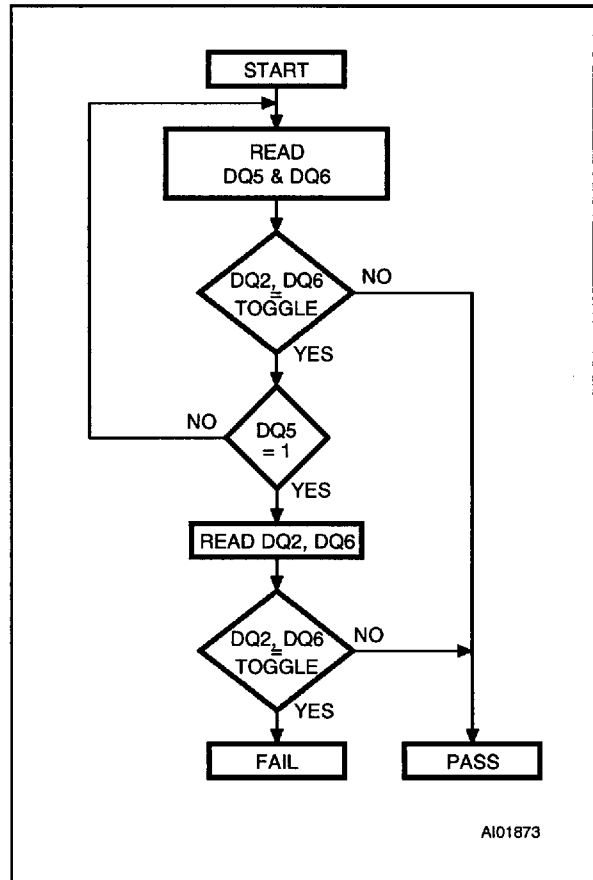 START
READ
DQ5 & DQ6
DQ2, DQ6
=
TOGGLE
NO
YES
NO
DQ5
= 1
YES
READ DQ2, DQ6
DQ2, DQ6
=
TOGGLE
NO
YES
FAIL
PASS
AI01873